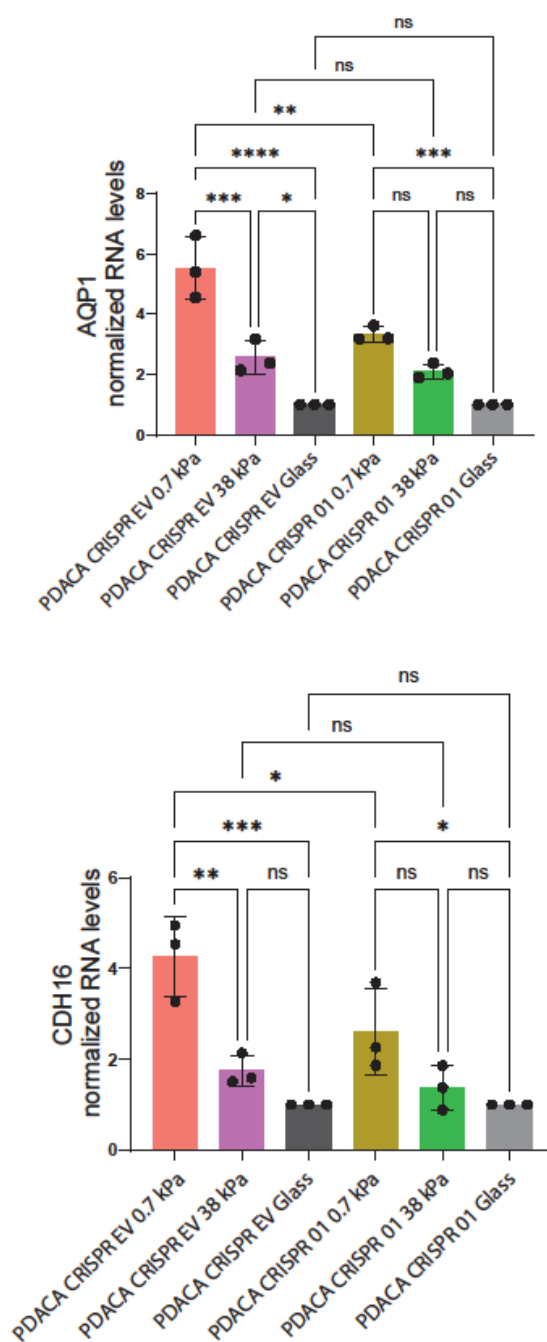 ns
ns
**
**** ***
*** * ns ns
8
6
4
2
0
AQP1
normalized RNA levels
PDACA CRISPR EV 0.7 kPa
PDACA CRISPR EV 38 kPa
PDACA CRISPR EV Glass
PDACA CRISPR 01 0.7 kPa
PDACA CRISPR 01 38 kPa
PDACA CRISPR 01 Glass
ns
ns
*
*** *
** ns ns ns
6
4
2
0
CDH16
normalized RNA levels
PDACA CRISPR EV 0.7 kPa
PDACA CRISPR EV 38 kPa
PDACA CRISPR EV Glass
PDACA CRISPR 01 0.7 kPa
PDACA CRISPR 01 38 kPa
PDACA CRISPR 01 Glass